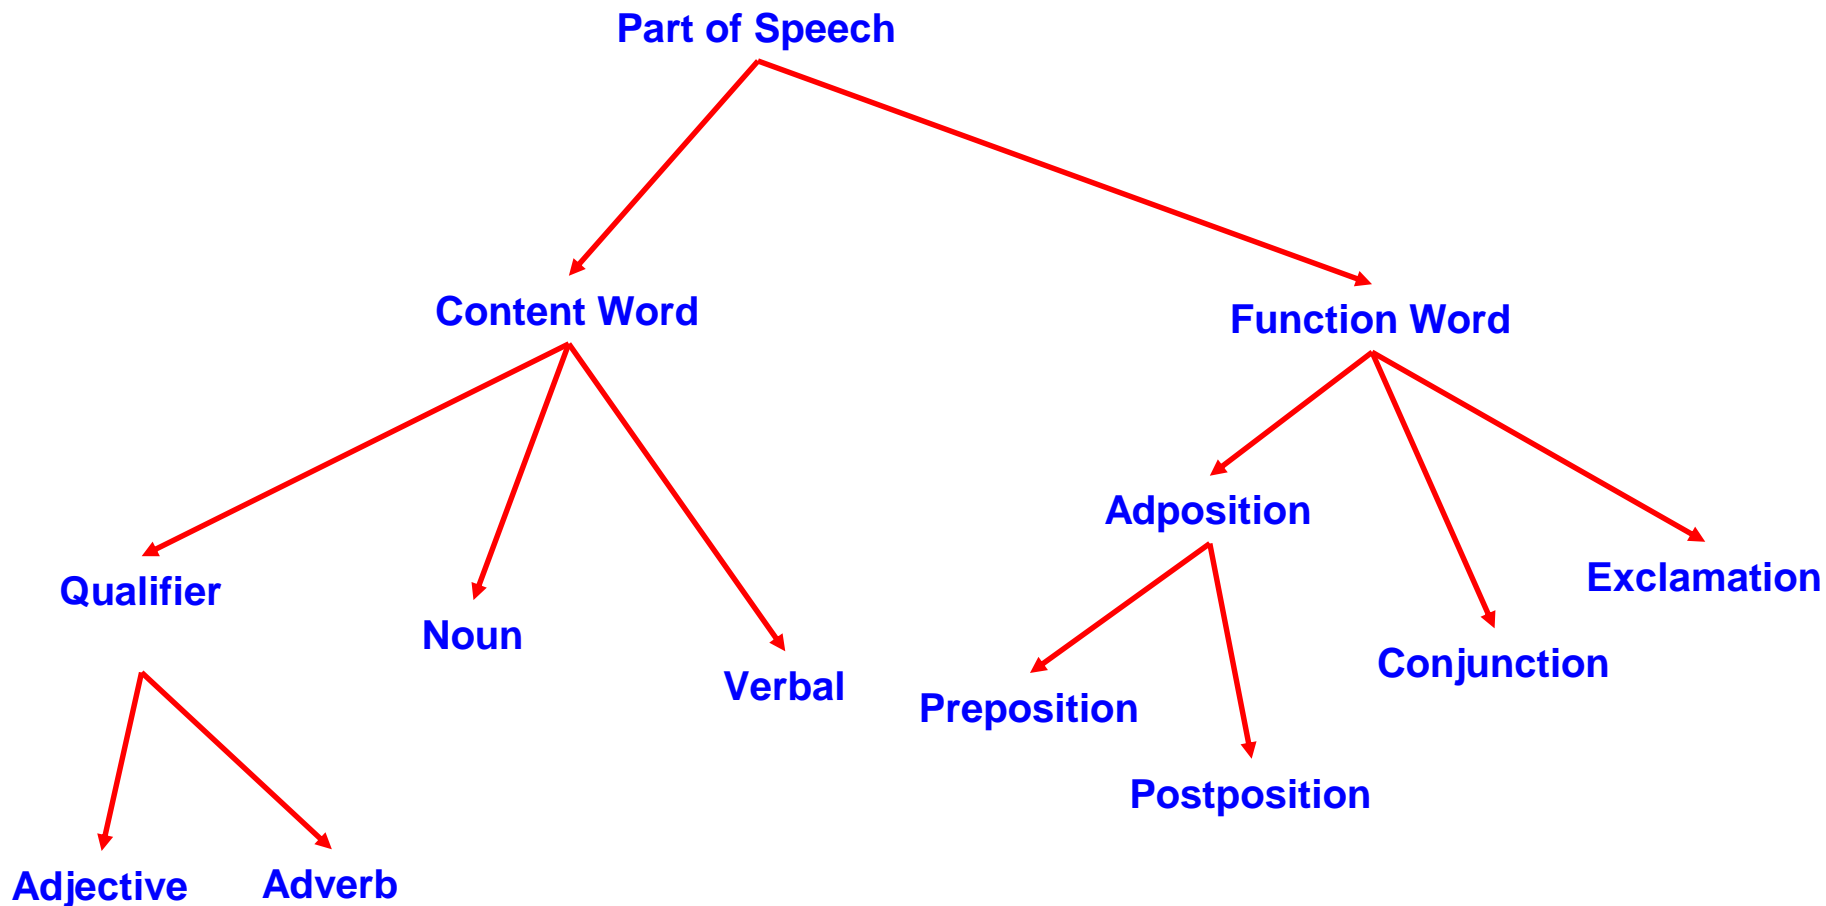 Part of Speech
Content Word
Function Word
Adposition
Qualifier
Exclamation
Noun
Conjunction
Verbal
Preposition
Postposition
Adjective
Adverb